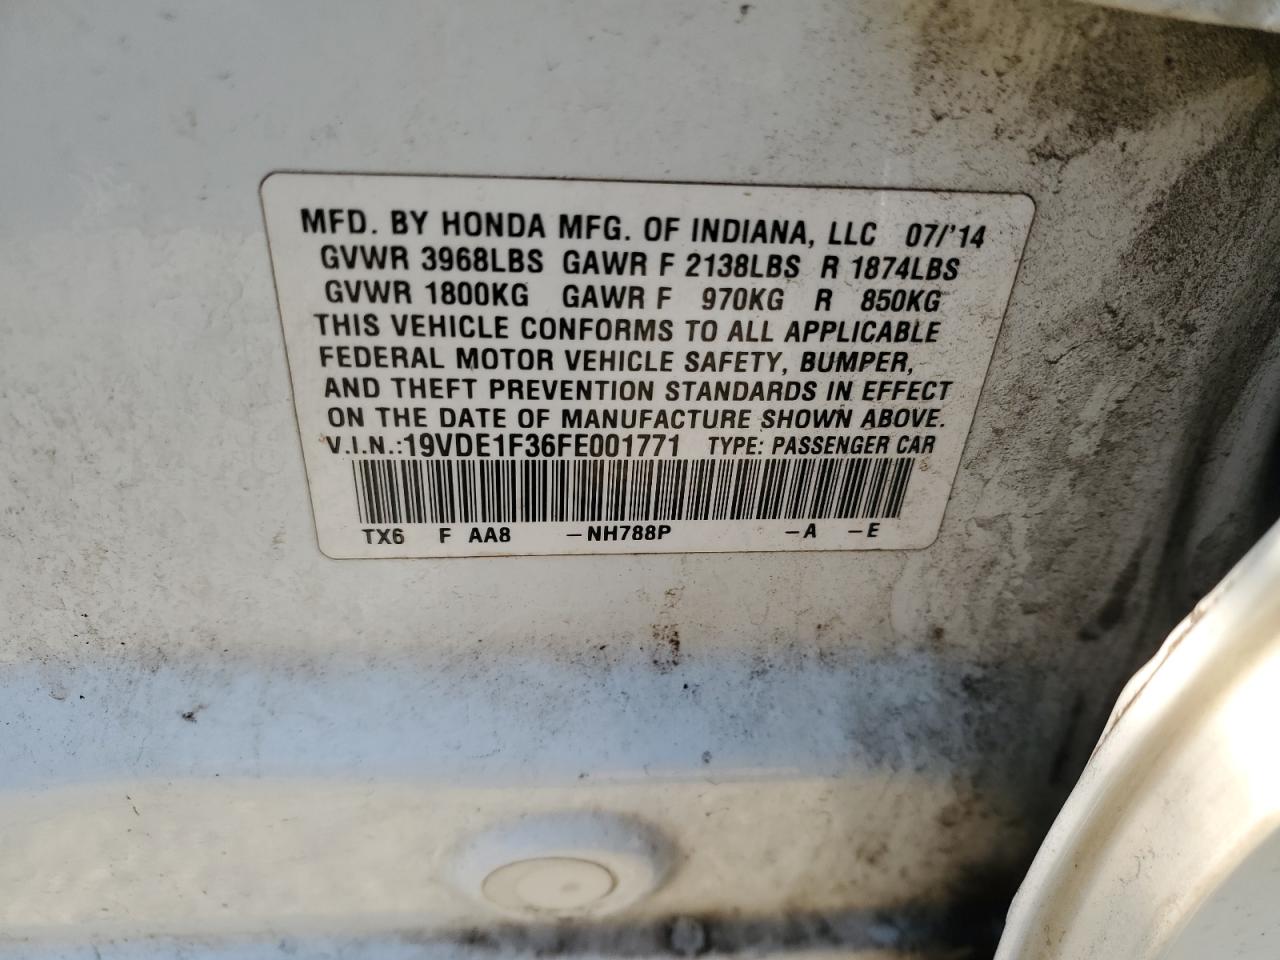 MFD. BY HONDA MFG. OF INDIANA, LLC 07/'14
GVWR 3968LBS GAWR F 2138LBS R 1874LBS
GVWR 1800KG GAWR F 970KG R 850KG
THIS VEHICLE CONFORMS TO ALL APPLICABLE
FEDERAL MOTOR VEHICLE SAFETY, BUMPER,
AND THEFT PREVENTION STANDARDS IN EFFECT
ON THE DATE OF MANUFACTURE SHOWN ABOVE.
V.I.N.:19VDE1F36FE001771 TYPE: PASSENGER CAR
TX6 F AA8 -NH788P -A -E